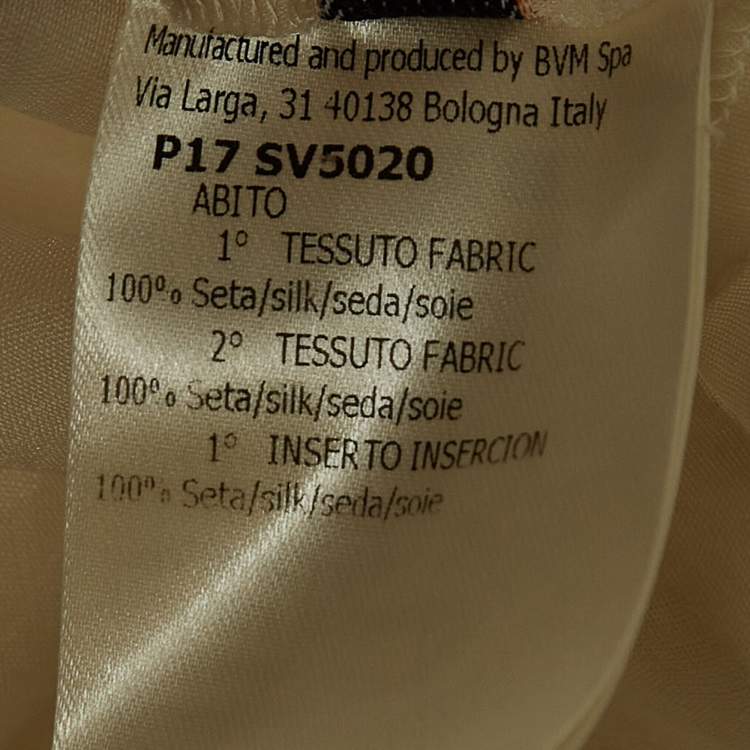 Manufactured and produced by BVM Spa
Via Larga, 31 40138 Bologna Italy
P17 SV5020
ABITO
1° TESSUTO FABRIC
100% Seta/silk/seda/soie
2° TESSUTO FABRIC
100% Seta/silk/seda/soie
1° INSERTO INSERCION
100% Seta/silk/seda/soie